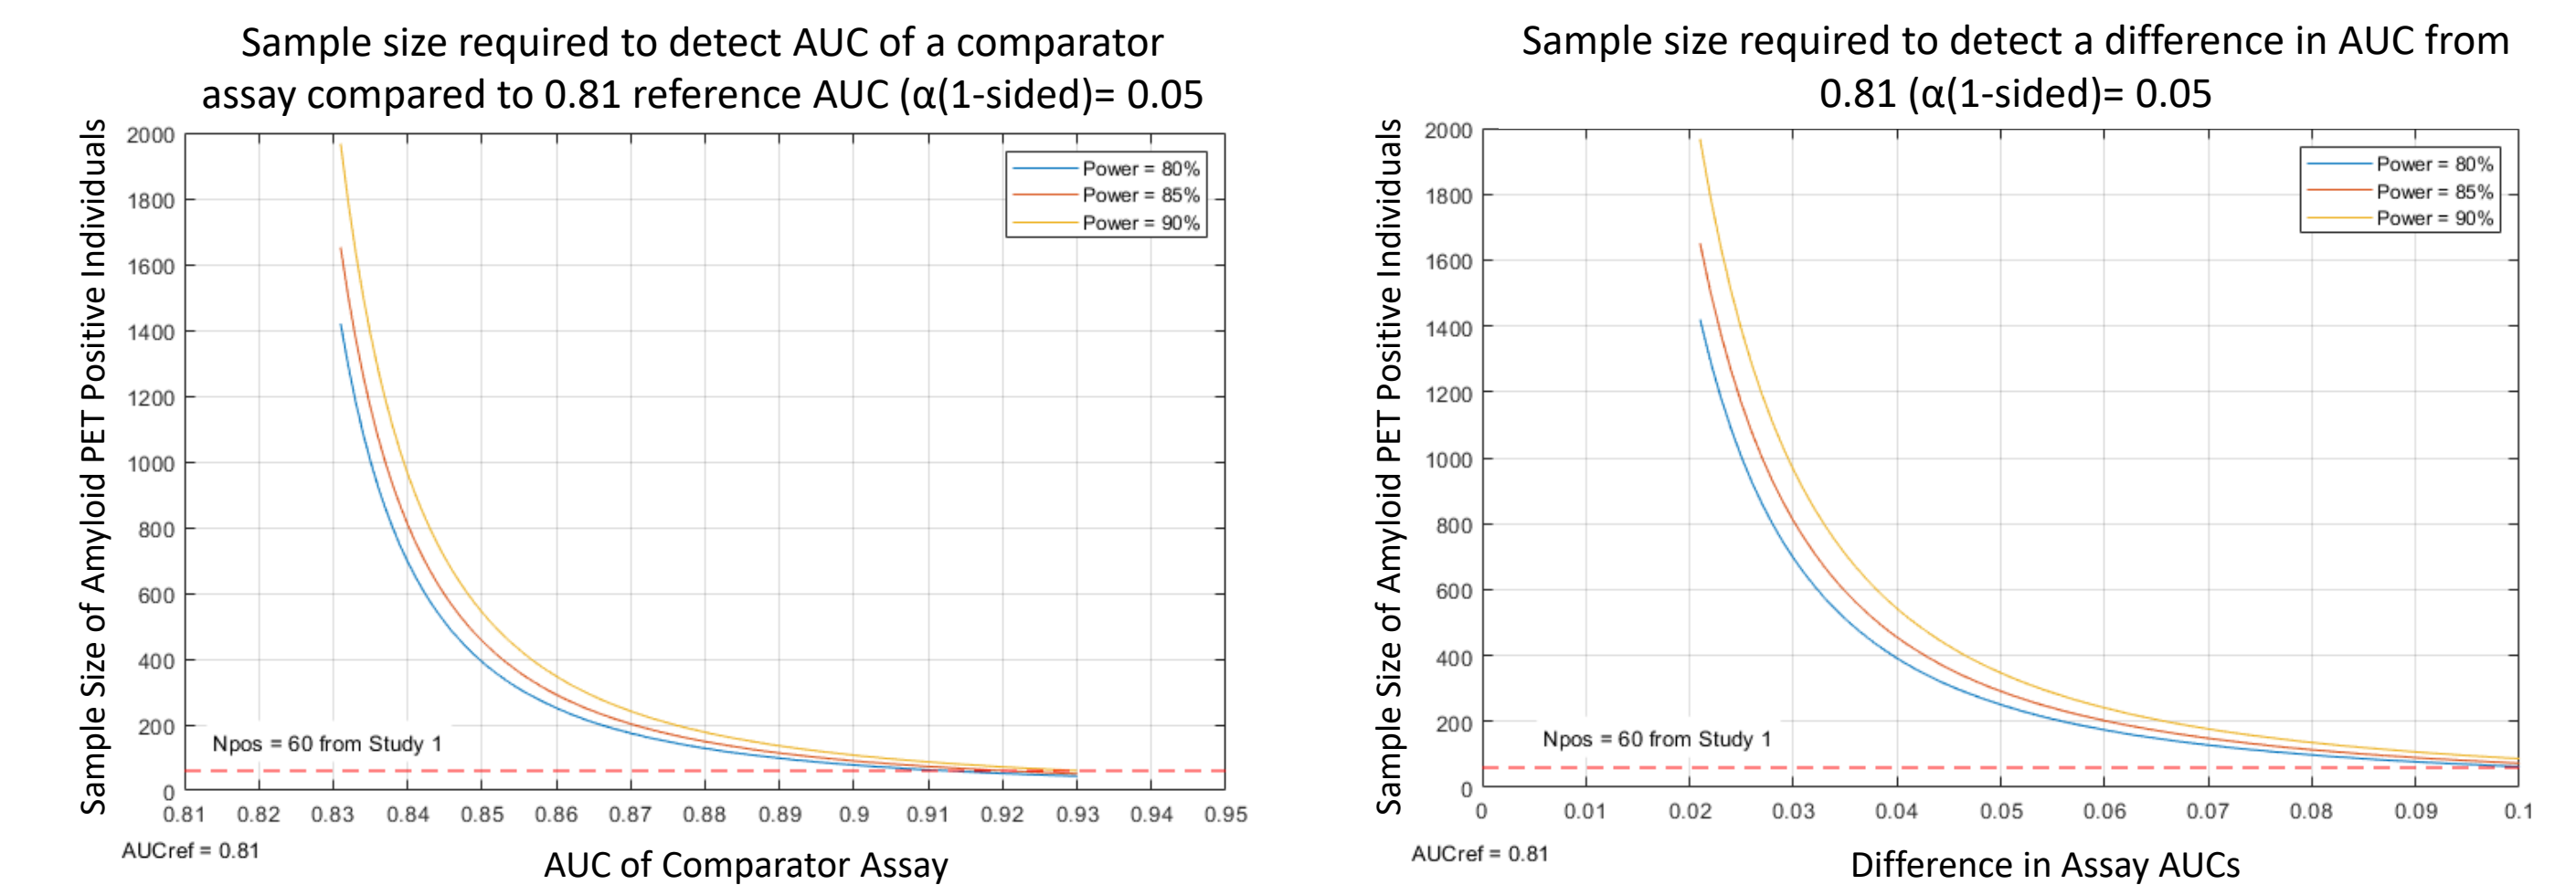 Sample size required to detect AUC of a comparator
assay compared to 0.81 reference AUC (α(1-sided)= 0.05
Sample Size of Amyloid PET Positive Individuals
2000
1800
1600
1400
1200
1000
800
600
400
200
0
Power = 80%
Power = 85%
Power = 90%
Npos = 60 from Study 1
0.81 0.82 0.83 0.84 0.85 0.86 0.87 0.88 0.89 0.9 0.91 0.92 0.93 0.94 0.95
AUCref = 0.81
AUC of Comparator Assay
Sample size required to detect a difference in AUC from
0.81 (α(1-sided)= 0.05
Sample Size of Amyloid PET Positive Individuals
2000
1800
1600
1400
1200
1000
800
600
400
200
0
Power = 80%
Power = 85%
Power = 90%
Npos = 60 from Study 1
0 0.01 0.02 0.03 0.04 0.05 0.06 0.07 0.08 0.09 0.1
AUCref = 0.81
Difference in Assay AUCs